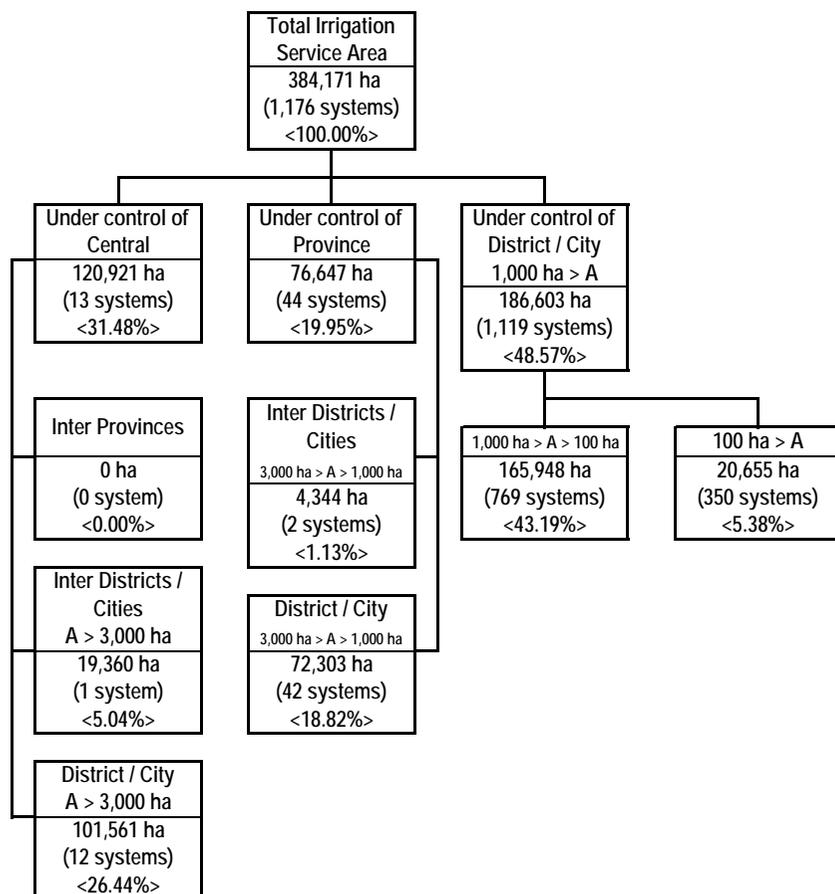 Total Irrigation
Service Area
384,171 ha
(1,176 systems)
<100.00%>
Under control of
Central
120,921 ha
(13 systems)
<31.48%>
Under control of
Province
76,647 ha
(44 systems)
<19.95%>
Under control of
District / City
1,000 ha > A
186,603 ha
(1,119 systems)
<48.57%>
Inter Provinces
0 ha
(0 system)
<0.00%>
Inter Districts /
Cities
3,000 ha > A > 1,000 ha
4,344 ha
(2 systems)
<1.13%>
1,000 ha > A > 100 ha
165,948 ha
(769 systems)
<43.19%>
100 ha > A
20,655 ha
(350 systems)
<5.38%>
Inter Districts /
Cities
A > 3,000 ha
19,360 ha
(1 system)
<5.04%>
District / City
3,000 ha > A > 1,000 ha
72,303 ha
(42 systems)
<18.82%>
District / City
A > 3,000 ha
101,561 ha
(12 systems)
<26.44%>